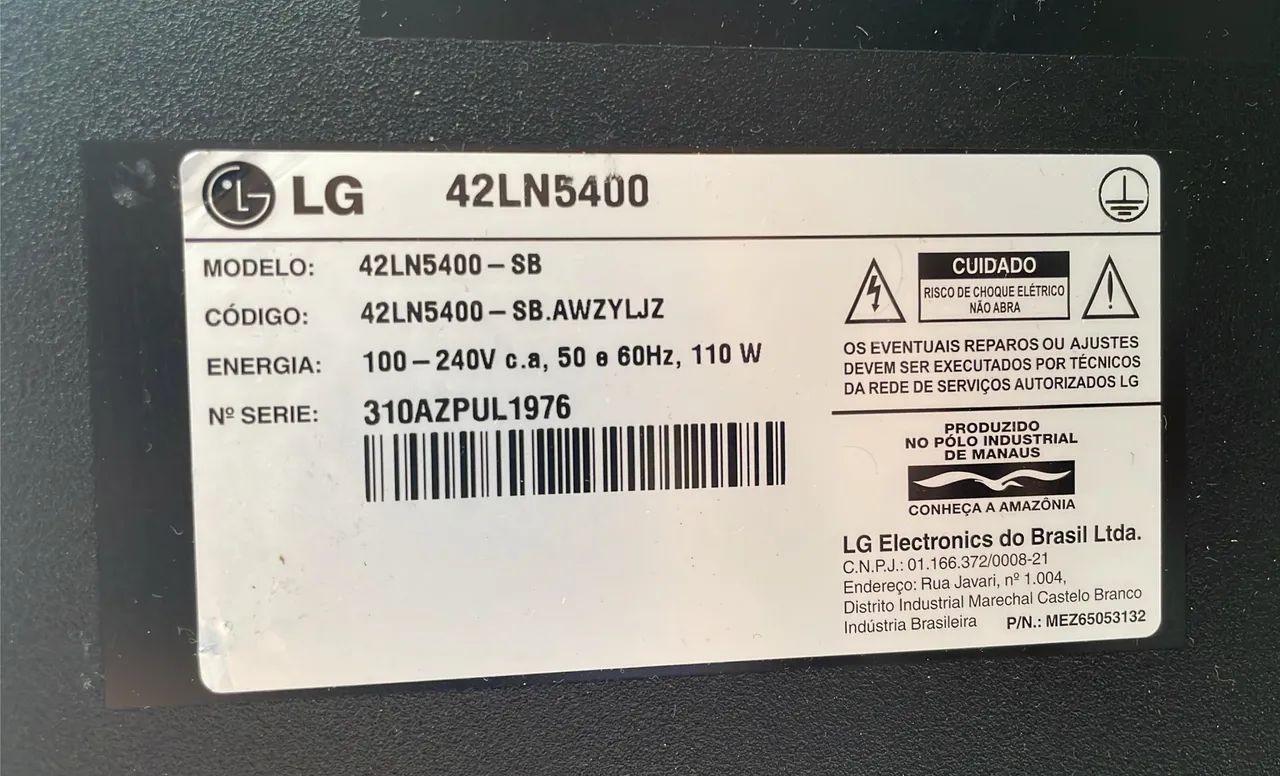 LG 42LN5400
MODELO: 42LN5400-SB
CÓDIGO: 42LN5400-SB.AWZYLJZ
ENERGIA: 100-240V c.a, 50 e 60Hz, 110 W
Nº SERIE: 310AZPUL1976
CUIDADO
RISCO DE CHOQUE ELÉTRICO
NÃO ABRA
OS EVENTUAIS REPAROS OU AJUSTES
DEVEM SER EXECUTADOS POR TÉCNICOS
DA REDE DE SERVIÇOS AUTORIZADOS LG
PRODUZIDO
NO PÓLO INDUSTRIAL
DE MANAUS
CONHEÇA A AMAZÔNIA
LG Electronics do Brasil Ltda.
C.N.P.J.: 01.166.372/0008-21
Endereço: Rua Javari, nº 1.004,
Distrito Industrial Marechal Castelo Branco
Indústria Brasileira P/N.: MEZ65053132